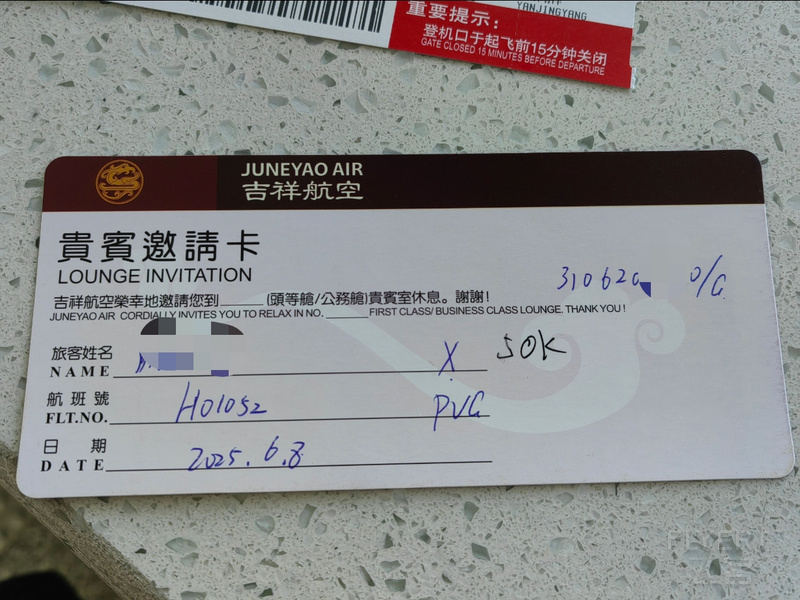 YANJINGYANG
重要提示：
登机口于起飞前15分钟关闭
GATE CLOSED 15 MINUTES BEFORE DEPARTURE
JUNEYAO AIR
吉祥航空
貴賓邀請卡
LOUNGE INVITATION
310620 O/G
吉祥航空榮幸地邀請您到_____(頭等艙/公務艙)貴賓室休息。謝謝!
JUNEYAO AIR CORDIALLY INVITES YOU TO RELAX IN NO. ______FIRST CLASS/ BUSINESS CLASS LOUNGE. THANK YOU !
旅客姓名 X 50K
NAME
航班號 HO1052 PVG
FLT.NO.
日期 2025.6.8
DATE